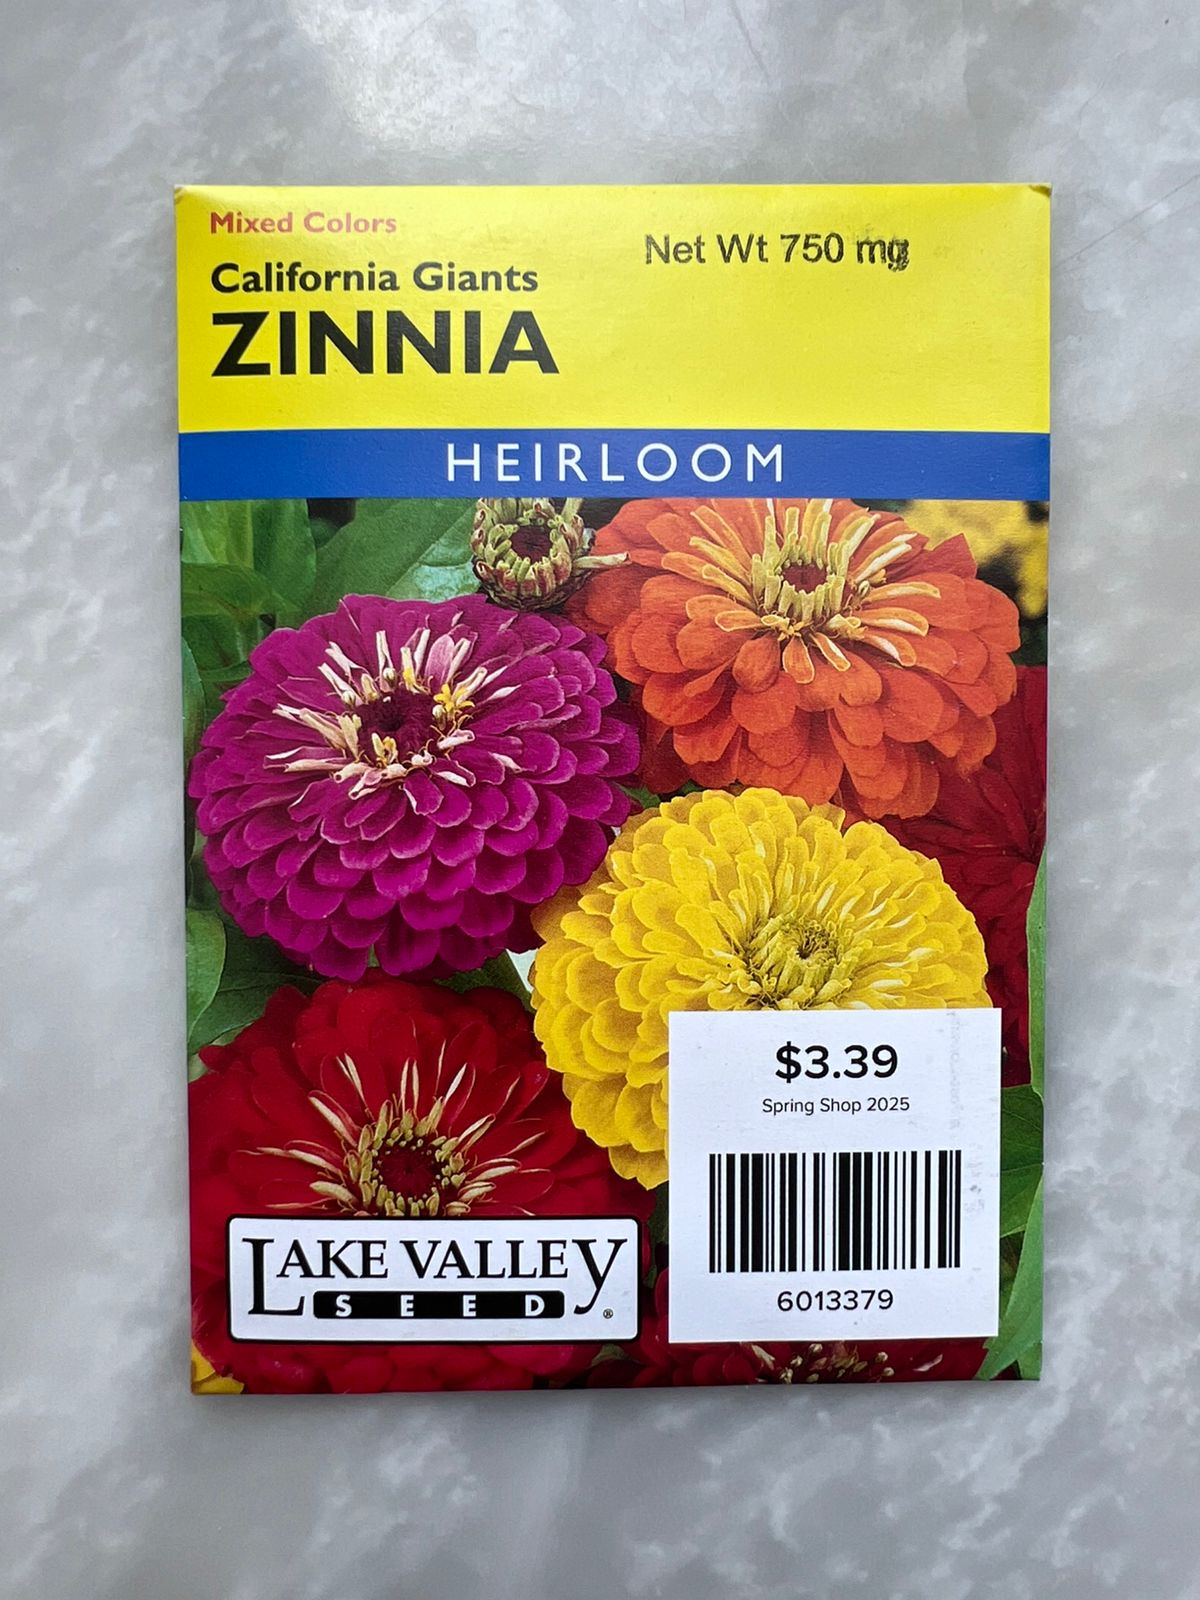 Mixed Colors
California Giants
ZINNIA
Net Wt 750 mg
HEIRLOOM
$3.39
Spring Shop 2025
6013379
LAKE VALLEY
SEED®